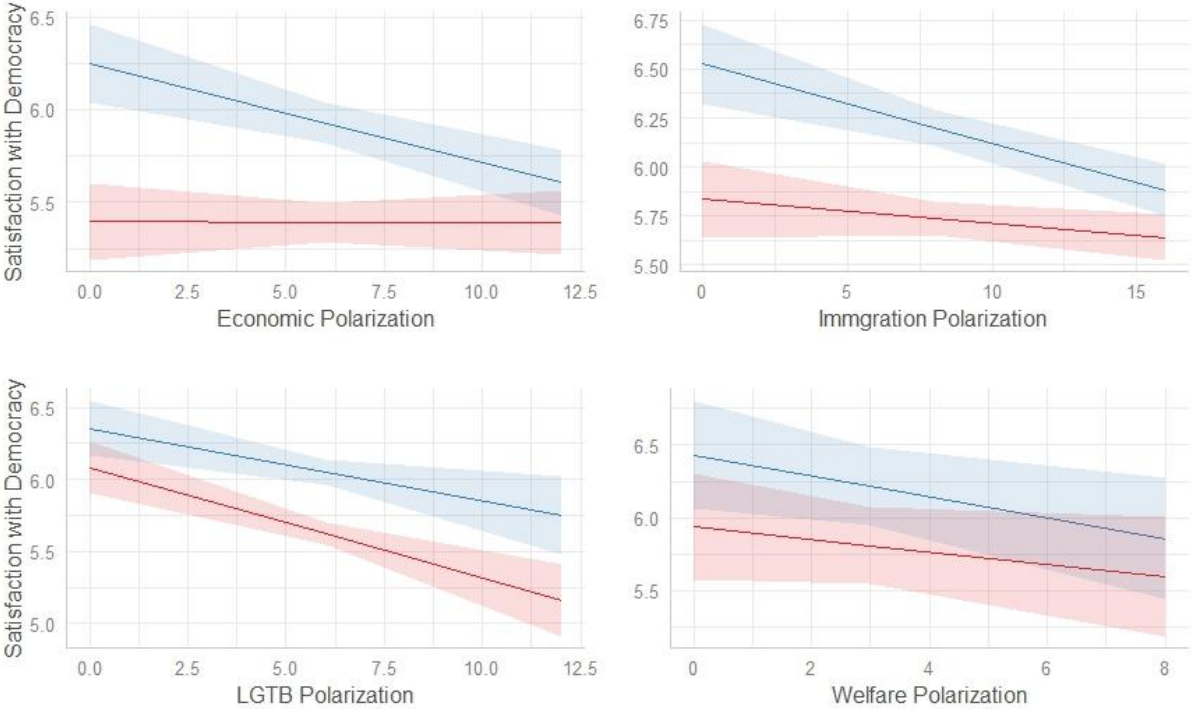 Satisfaction with Democracy
6.5
6.0
5.5
0.0 2.5 5.0 7.5 10.0 12.5
Economic Polarization
6.75
6.50
6.25
6.00
5.75
5.50
0 5 10 15
Immgration Polarization
Satisfaction with Democracy
6.5
6.0
5.5
5.0
0.0 2.5 5.0 7.5 10.0 12.5
LGTB Polarization
6.5
6.0
5.5
0 2 4 6 8
Welfare Polarization